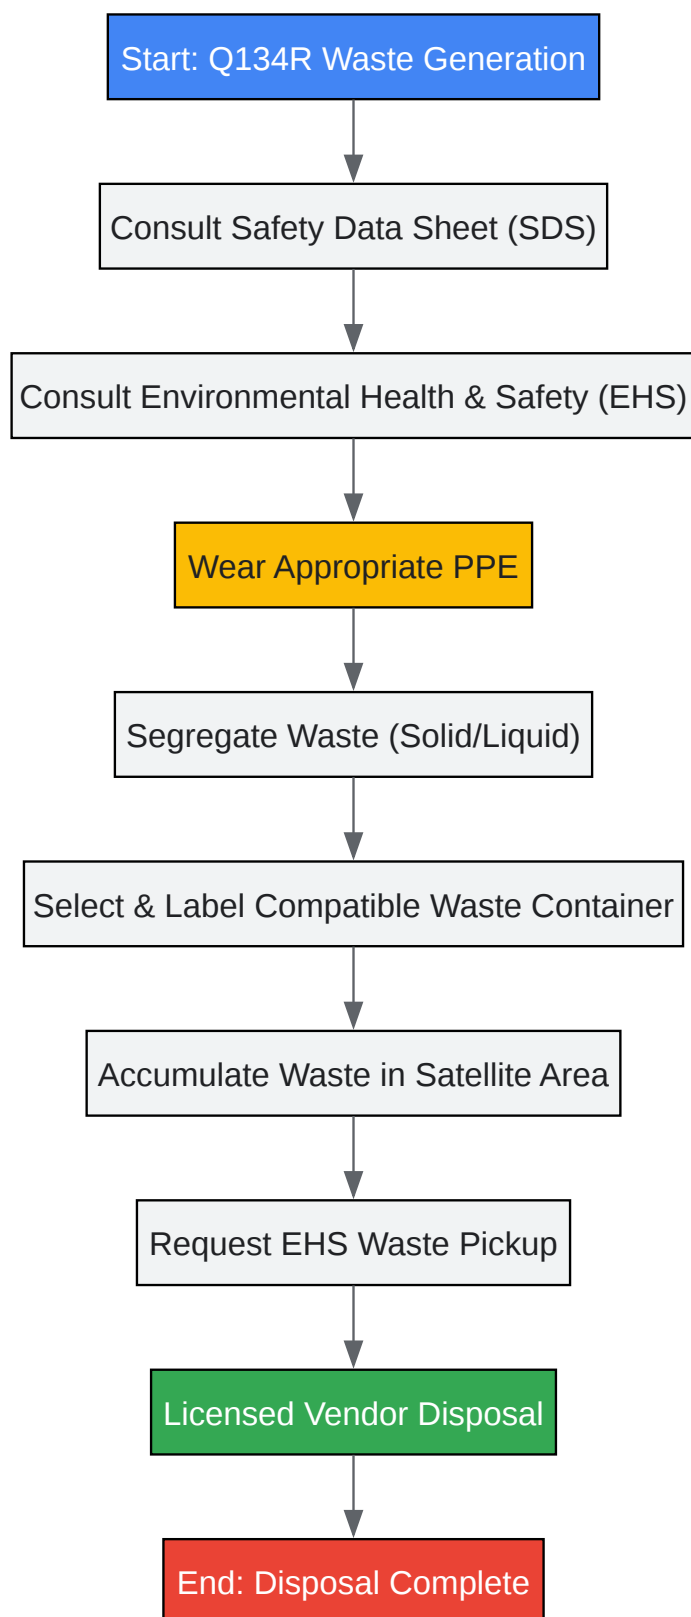 Start: Q134R Waste Generation
Consult Safety Data Sheet (SDS)
Consult Environmental Health & Safety (EHS)
Wear Appropriate PPE
Segregate Waste (Solid/Liquid)
Select & Label Compatible Waste Container
Accumulate Waste in Satellite Area
Request EHS Waste Pickup
Licensed Vendor Disposal
End: Disposal Complete